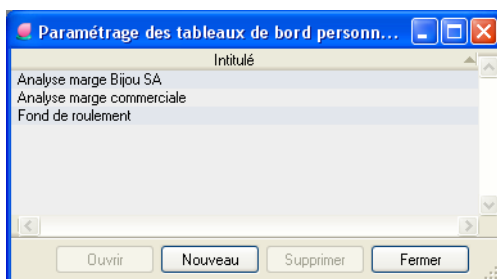 Paramétrage des tableaux de bord personn...
Intitulé
Analyse marge Bijou SA
Analyse marge commerciale
Fond de roulement
Ouvrir Nouveau Supprimer Fermer